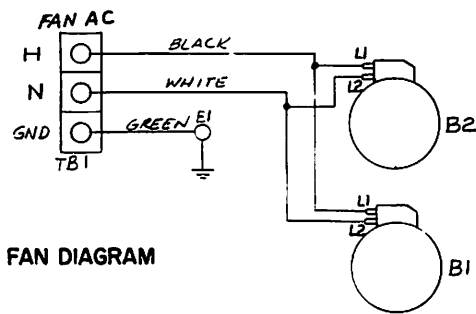 FAN AC
H
BLACK
N
WHITE
GND
GREEN
E1
TB1
L1
L2
B2
L1
L2
B1
FAN DIAGRAM